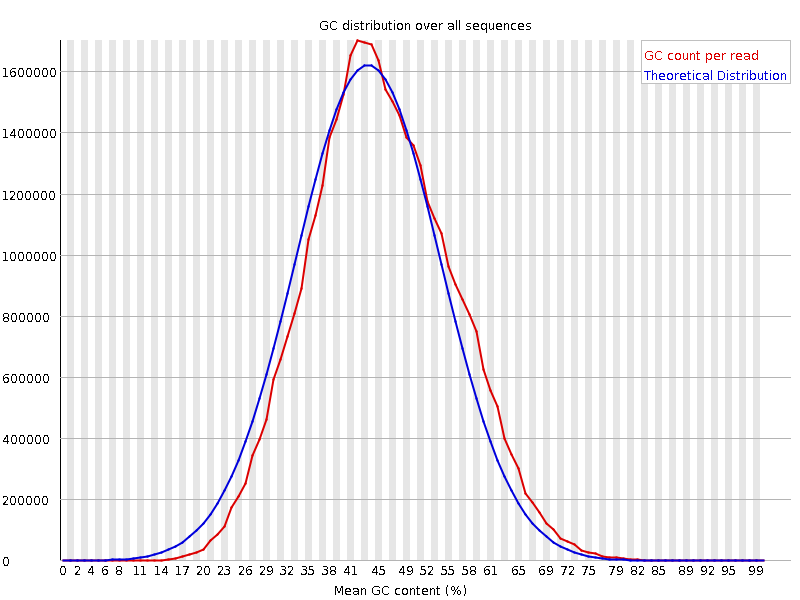 GC distribution over all sequences
GC count per read
Theoretical Distribution
1600000
1400000
1200000
1000000
800000
600000
400000
200000
0
0 2 4 6 8 11 14 17 20 23 26 29 32 35 38 41 45 48 52 55 58 61 65 69 72 75 79 82 85 89 92 95 99
Mean GC content (%)